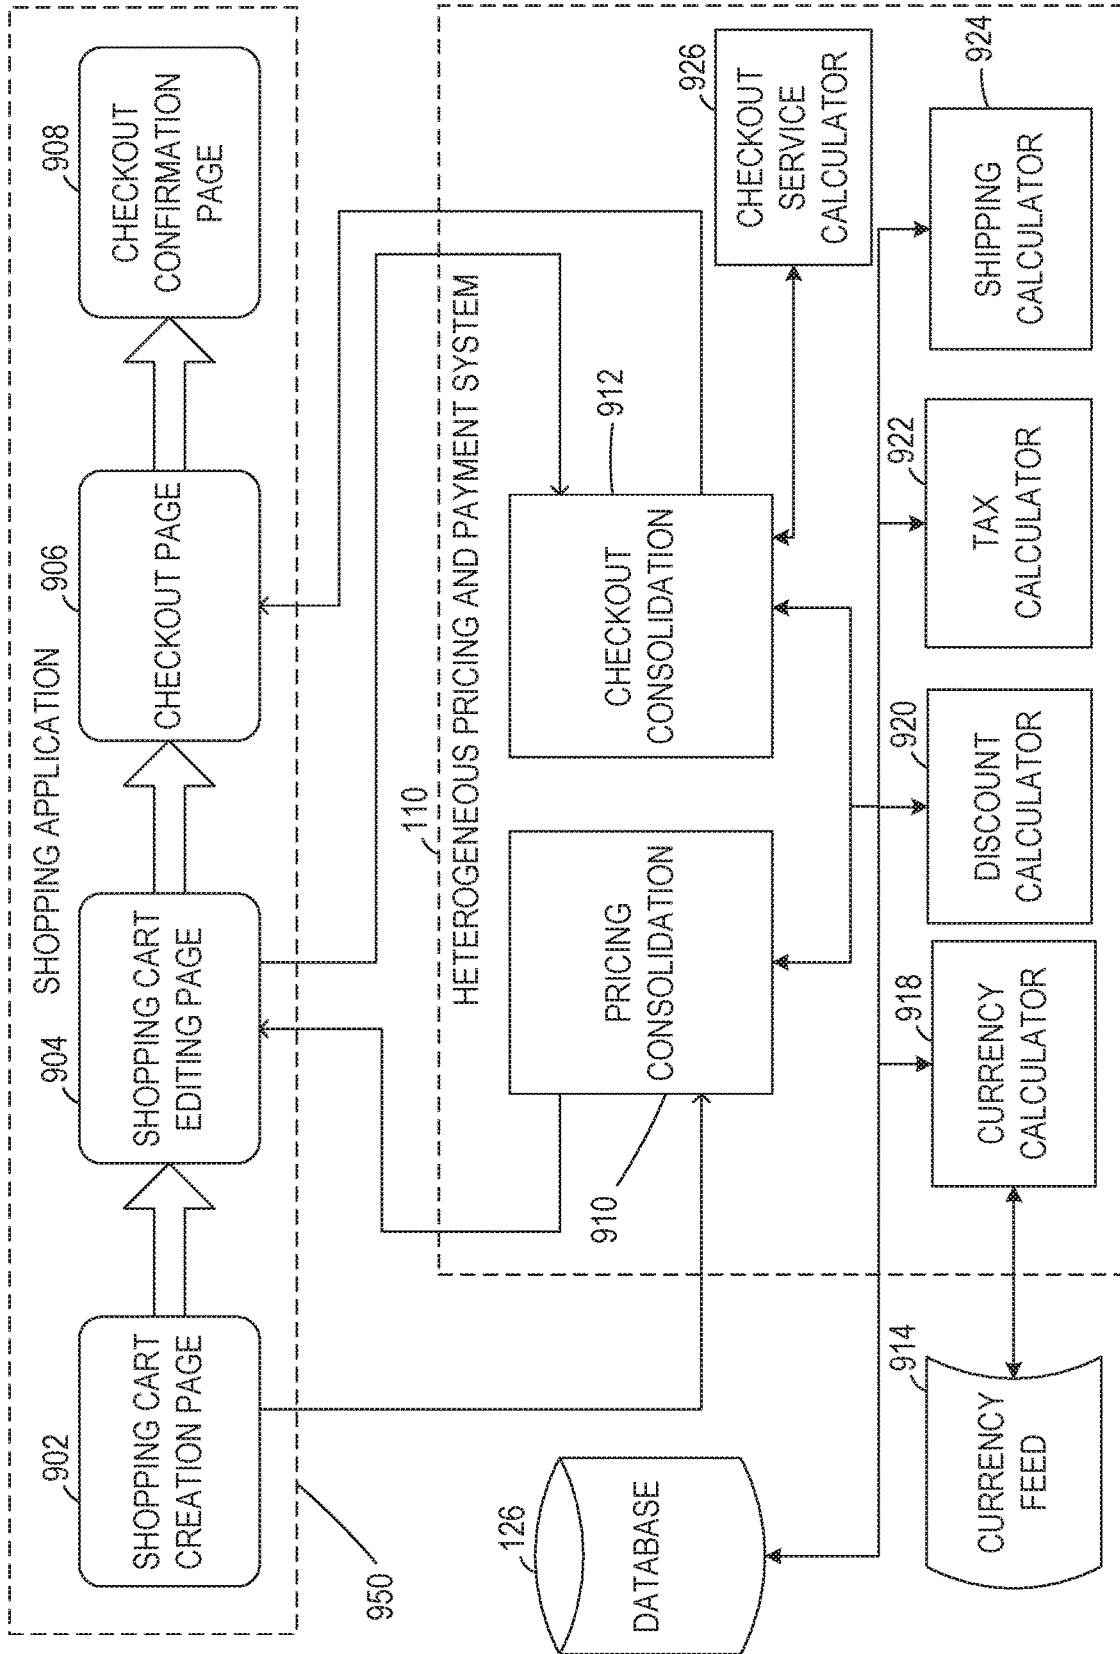 SHOPPING APPLICATION
902
SHOPPING CART
CREATION PAGE
904
SHOPPING CART
EDITING PAGE
906
CHECKOUT PAGE
908
CHECKOUT
CONFIRMATION
PAGE
950
110
HETEROGENEOUS PRICING AND PAYMENT SYSTEM
126
DATABASE
910
PRICING
CONSOLIDATION
912
CHECKOUT
CONSOLIDATION
926
CHECKOUT
SERVICE
CALCULATOR
914
CURRENCY
FEED
918
CURRENCY
CALCULATOR
920
DISCOUNT
CALCULATOR
922
TAX
CALCULATOR
924
SHIPPING
CALCULATOR